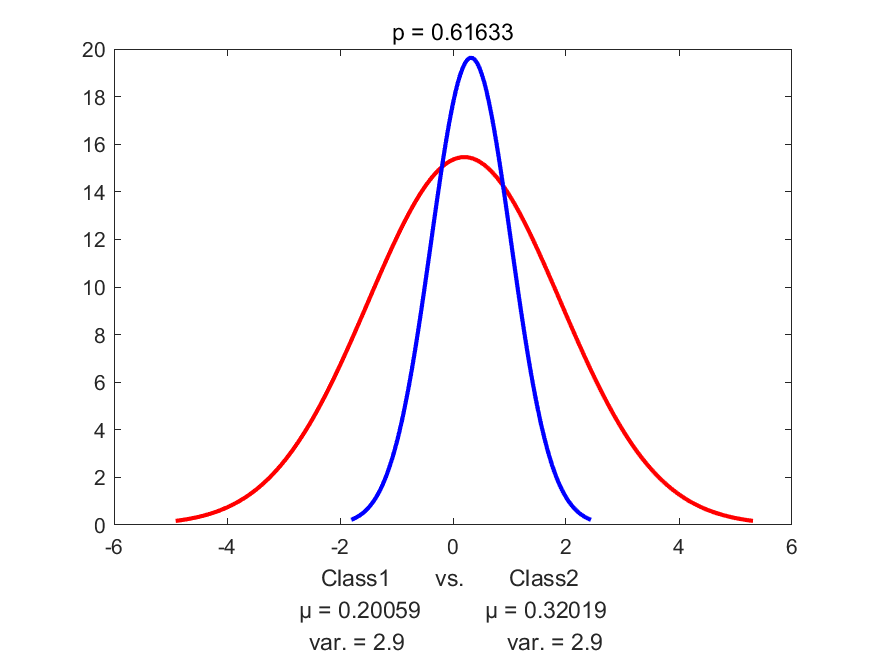 p = 0.61633
20
18
16
14
12
10
8
6
4
2
0
-6 -4 -2 0 2 4 6
Class1 vs. Class2
μ = 0.20059 μ = 0.32019
var. = 2.9 var. = 2.9